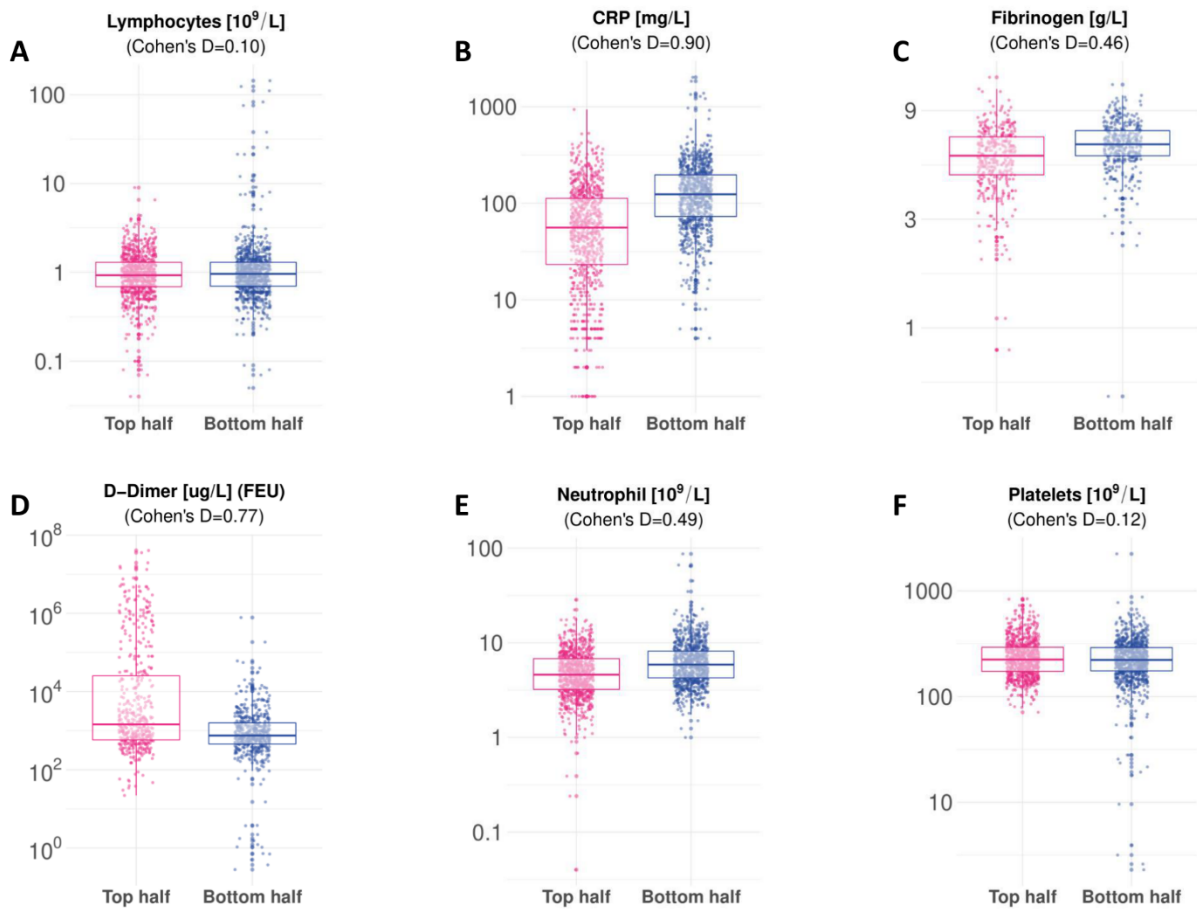 A
Lymphocytes [10⁹/L]
(Cohen's D=0.10)
100
10
1
0.1
Top half Bottom half
B
CRP [mg/L]
(Cohen's D=0.90)
1000
100
10
1
Top half Bottom half
C
Fibrinogen [g/L]
(Cohen's D=0.46)
9
3
1
Top half Bottom half
D
D−Dimer [ug/L] (FEU)
(Cohen's D=0.77)
10⁸
10⁶
10⁴
10²
10⁰
Top half Bottom half
E
Neutrophil [10⁹/L]
(Cohen's D=0.49)
100
10
1
0.1
Top half Bottom half
F
Platelets [10⁹/L]
(Cohen's D=0.12)
1000
100
10
Top half Bottom half